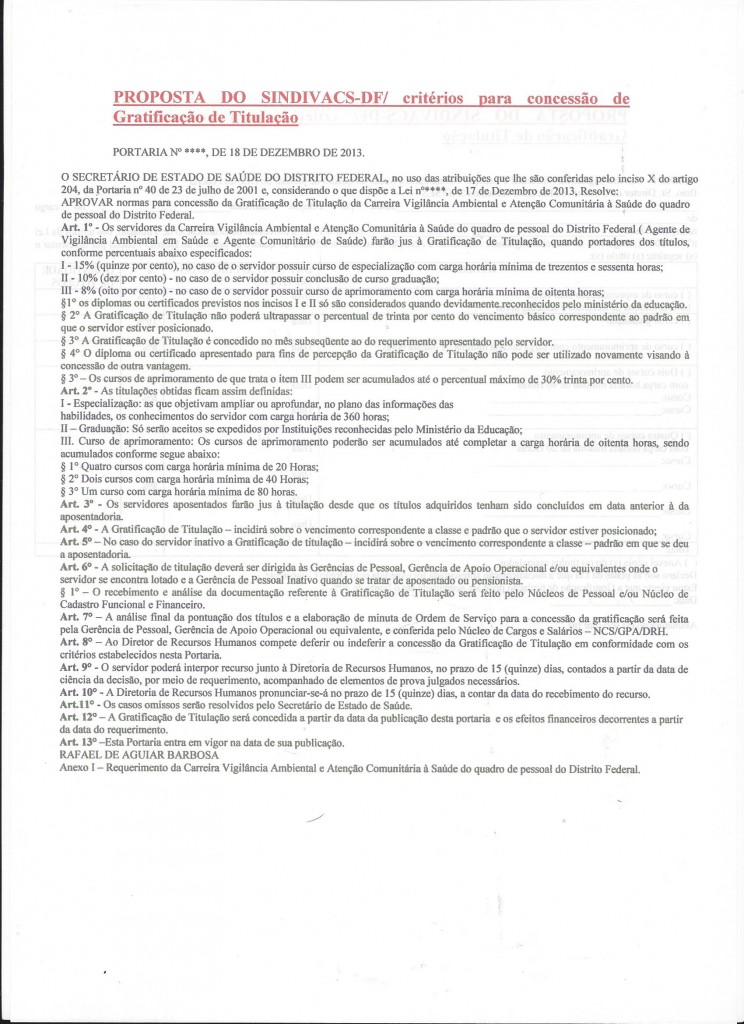 PROPOSTA DO SINDIVACS-DF/ critérios para concessão de
Gratificação de Titulação
PORTARIA Nº ****, DE 18 DE DEZEMBRO DE 2013.
O SECRETÁRIO DE ESTADO DE SAÚDE DO DISTRITO FEDERAL, no uso das atribuições que lhe são conferidas pelo inciso X do artigo
204, da Portaria nº 40 de 23 de julho de 2001 e, considerando o que dispõe a Lei nº****, de 17 de Dezembro de 2013, Resolve:
APROVAR normas para concessão da Gratificação de Titulação da Carreira Vigilância Ambiental e Atenção Comunitária à Saúde do quadro
de pessoal do Distrito Federal.
Art. 1º - Os servidores da Carreira Vigilância Ambiental e Atenção Comunitária à Saúde do quadro de pessoal do Distrito Federal ( Agente de
Vigilância Ambiental em Saúde e Agente Comunitário de Saúde) farão jus à Gratificação de Titulação, quando portadores dos títulos,
conforme percentuais abaixo especificados:
I - 15% (quinze por cento), no caso de o servidor possuir curso de especialização com carga horária mínima de trezentos e sessenta horas;
II - 10% (dez por cento) - no caso de o servidor possuir conclusão de curso graduação;
III - 8% (oito por cento) - no caso de o servidor possuir curso de aprimoramento com carga horária mínima de oitenta horas;
§1º os diplomas ou certificados previstos nos incisos I e II só são considerados quando devidamente reconhecidos pelo ministério da educação.
§ 2º A Gratificação de Titulação não poderá ultrapassar o percentual de trinta por cento do vencimento básico correspondente ao padrão em
que o servidor estiver posicionado.
§ 3º A Gratificação de Titulação é concedido no mês subseqüente ao do requerimento apresentado pelo servidor.
§ 4º O diploma ou certificado apresentado para fins de percepção da Gratificação de Titulação não pode ser utilizado novamente visando à
concessão de outra vantagem.
§ 3º – Os cursos de aprimoramento de que trata o item III podem ser acumulados até o percentual máximo de 30% trinta por cento.
Art. 2º - As titulações obtidas ficam assim definidas:
I - Especialização: as que objetivam ampliar ou aprofundar, no plano das informações das
habilidades, os conhecimentos do servidor com carga horária de 360 horas;
II – Graduação: Só serão aceitos se expedidos por Instituições reconhecidas pelo Ministério da Educação;
III. Curso de aprimoramento: Os cursos de aprimoramento poderão ser acumulados até completar a carga horária de oitenta horas, sendo
acumulados conforme segue abaixo:
§ 1º Quatro cursos com carga horária mínima de 20 Horas;
§ 2º Dois cursos com carga horária mínima de 40 Horas;
§ 3º Um curso com carga horária mínima de 80 horas.
Art. 3º - Os servidores aposentados farão jus à titulação desde que os títulos adquiridos tenham sido concluídos em data anterior à da
aposentadoria.
Art. 4º - A Gratificação de Titulação – incidirá sobre o vencimento correspondente a classe e padrão que o servidor estiver posicionado;
Art. 5º – No caso do servidor inativo a Gratificação de titulação – incidirá sobre o vencimento correspondente a classe – padrão em que se deu
a aposentadoria.
Art. 6º - A solicitação de titulação deverá ser dirigida às Gerências de Pessoal, Gerência de Apoio Operacional e/ou equivalentes onde o
servidor se encontra lotado e a Gerência de Pessoal Inativo quando se tratar de aposentado ou pensionista.
§ 1º – O recebimento e análise da documentação referente à Gratificação de Titulação será feito pelo Núcleos de Pessoal e/ou Núcleo de
Cadastro Funcional e Financeiro.
Art. 7º – A análise final da pontuação dos títulos e a elaboração de minuta de Ordem de Serviço para a concessão da gratificação será feita
pela Gerência de Pessoal, Gerência de Apoio Operacional ou equivalente, e conferida pelo Núcleo de Cargos e Salários – NCS/GPA/DRH.
Art. 8º – Ao Diretor de Recursos Humanos compete deferir ou indeferir a concessão da Gratificação de Titulação em conformidade com os
critérios estabelecidos nesta Portaria.
Art. 9º - O servidor poderá interpor recurso junto à Diretoria de Recursos Humanos, no prazo de 15 (quinze) dias, contados a partir da data de
ciência da decisão, por meio de requerimento, acompanhado de elementos de prova julgados necessários.
Art. 10º - A Diretoria de Recursos Humanos pronunciar-se-á no prazo de 15 (quinze) dias, a contar da data do recebimento do recurso.
Art.11º - Os casos omissos serão resolvidos pelo Secretário de Estado de Saúde.
Art. 12º – A Gratificação de Titulação será concedida a partir da data da publicação desta portaria e os efeitos financeiros decorrentes a partir
da data do requerimento.
Art. 13º –Esta Portaria entra em vigor na data de sua publicação.
RAFAEL DE AGUIAR BARBOSA
Anexo I – Requerimento da Carreira Vigilância Ambiental e Atenção Comunitária à Saúde do quadro de pessoal do Distrito Federal.